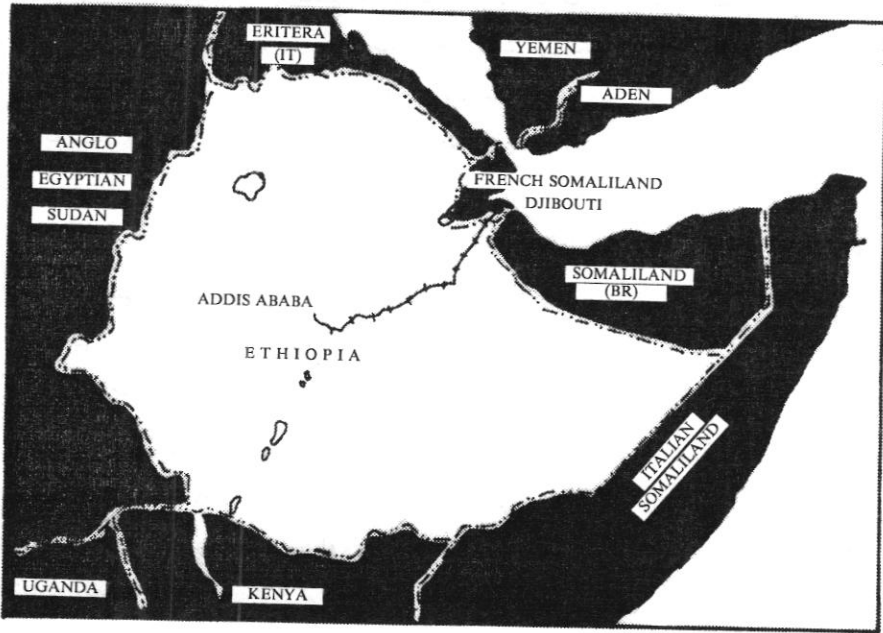 ERITERA
(IT)
YEMEN
ADEN
ANGLO
EGYPTIAN
SUDAN
FRENCH SOMALILAND
DJIBOUTI
SOMALILAND
(BR)
ADDIS ABABA
ETHIOPIA
ITALIAN
SOMALILAND
UGANDA
KENYA